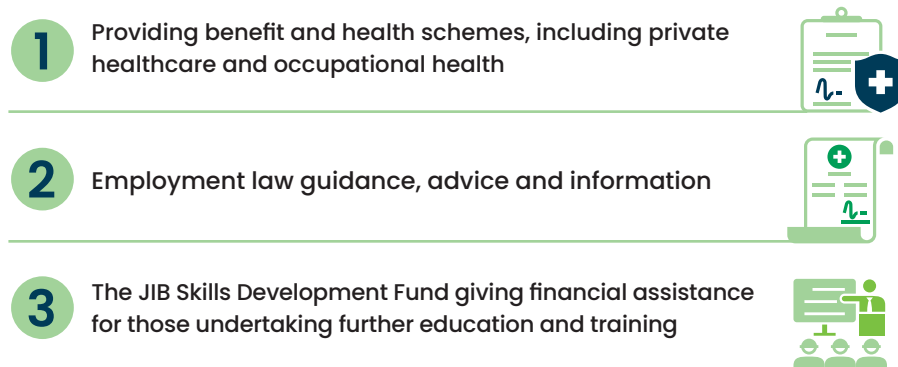 1
Providing benefit and health schemes, including private
healthcare and occupational health
2
Employment law guidance, advice and information
3
The JIB Skills Development Fund giving financial assistance
for those undertaking further education and training